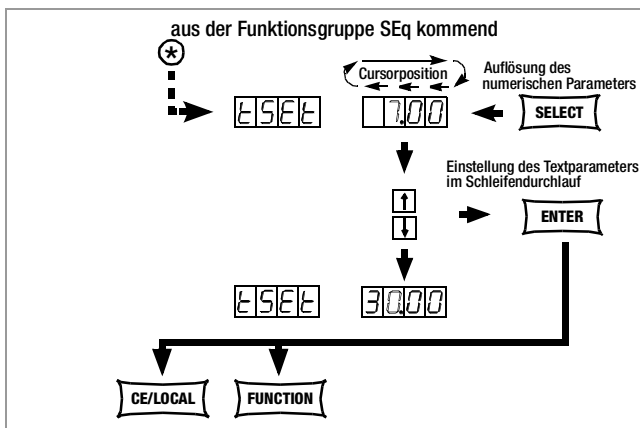 aus der Funktionsgruppe SEq kommend
*
Cursorposition
Auflösung des
numerischen Parameters
tSEt
7.00
SELECT
Einstellung des Textparameters
im Schleifendurchlauf
↑
↓
ENTER
tSEt
30.00
CE/LOCAL
FUNCTION